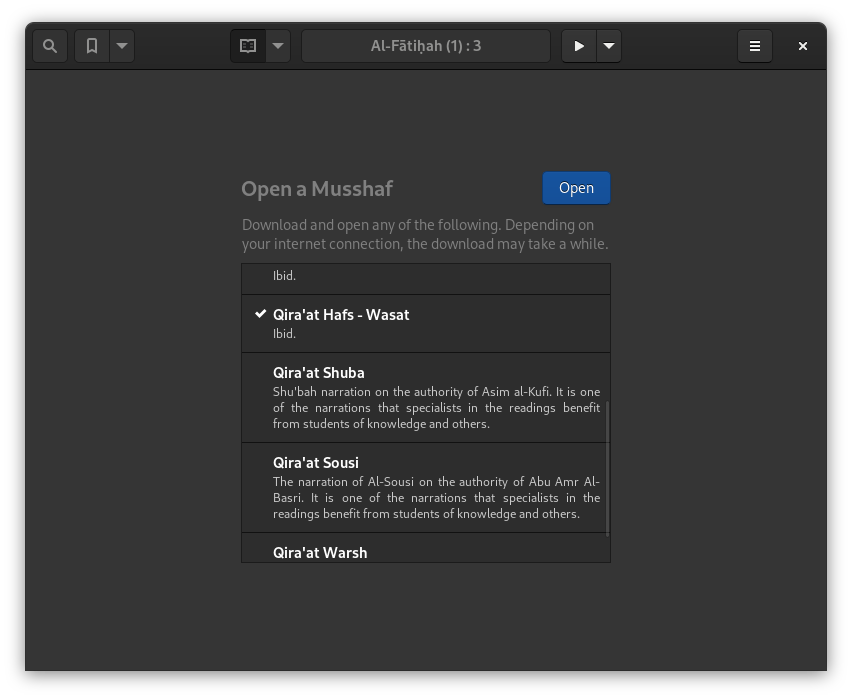 Al-Fātiḥah (1) : 3
Open a Musshaf
Open
Download and open any of the following. Depending on
your internet connection, the download may take a while.
Ibid.
Qira'at Hafs - Wasat
Ibid.
Qira'at Shuba
Shu'bah narration on the authority of Asim al-Kufi. It is one
of the narrations that specialists in the readings benefit
from students of knowledge and others.
Qira'at Sousi
The narration of Al-Sousi on the authority of Abu Amr Al-
Basri. It is one of the narrations that specialists in the
readings benefit from students of knowledge and others.
Qira'at Warsh